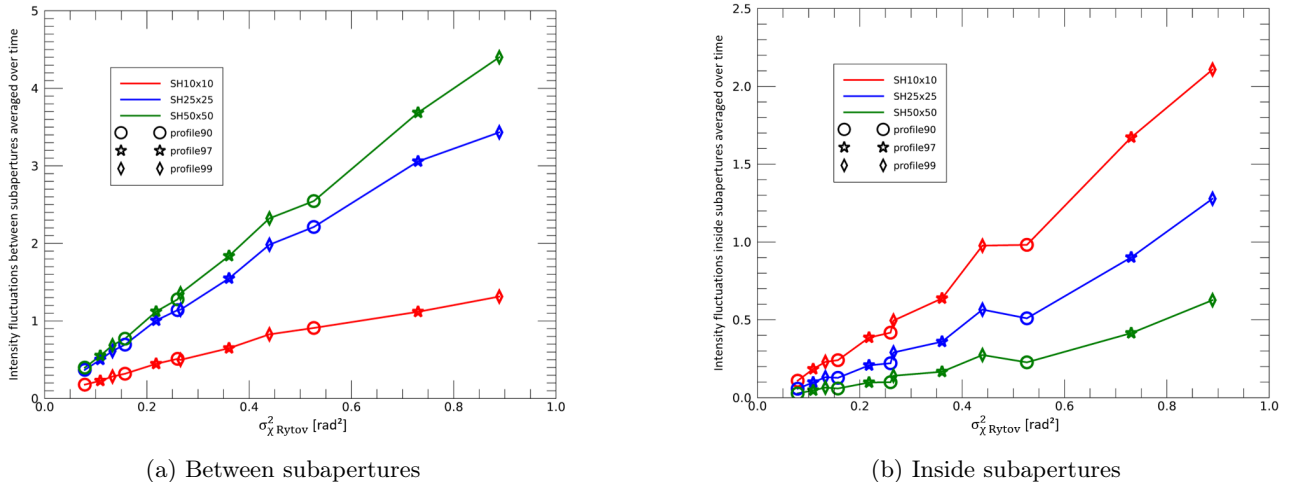 Intensity fluctuations between subapertures averaged over time
5
4
3
2
1
0
SH10x10
SH25x25
SH50x50
profile90
profile97
profile99
0.0 0.2 0.4 0.6 0.8 1.0
σ²χ Rytov [rad²]
(a) Between subapertures
Intensity fluctuations inside subapertures averaged over time
2.5
2.0
1.5
1.0
0.5
0.0
SH10x10
SH25x25
SH50x50
profile90
profile97
profile99
0.0 0.2 0.4 0.6 0.8 1.0
σ²χ Rytov [rad²]
(b) Inside subapertures